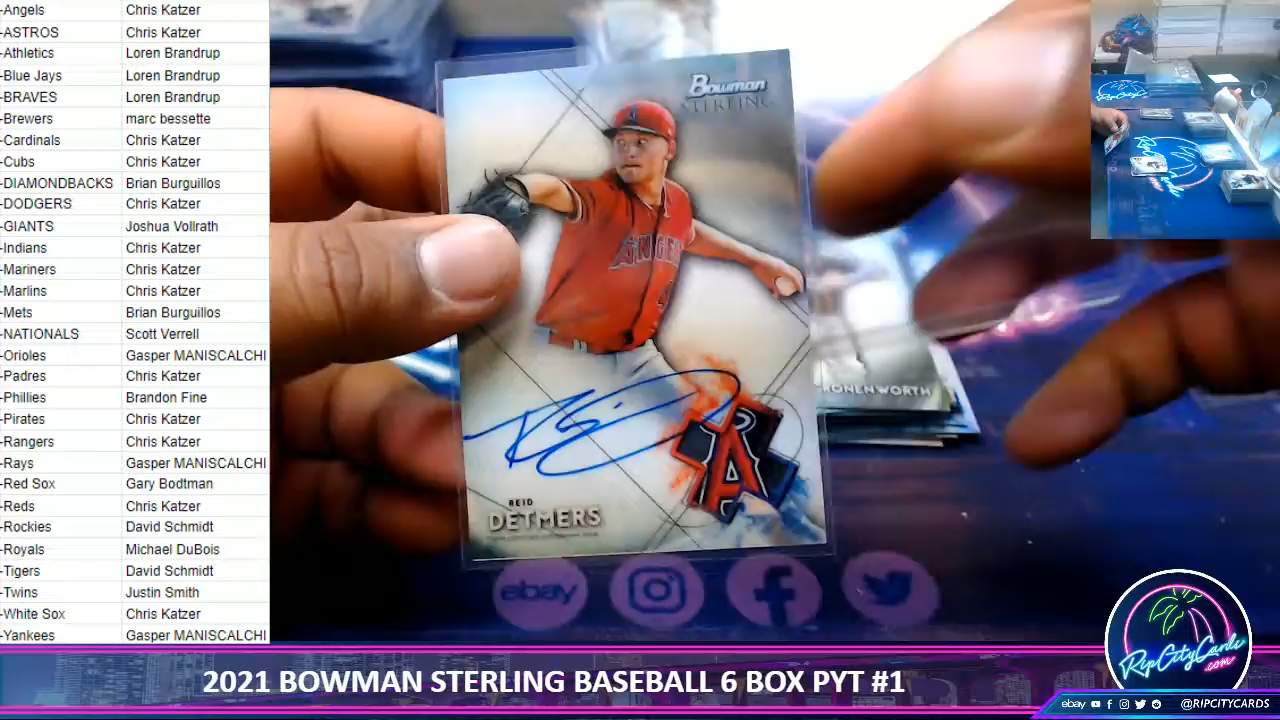 -Angels Chris Katzer
-ASTROS Chris Katzer
-Athletics Loren Brandrup
-Blue Jays Loren Brandrup
-BRAVES Loren Brandrup
-Brewers marc bessette
-Cardinals Chris Katzer
-Cubs Chris Katzer
-DIAMONDBACKS Brian Burguillos
-DODGERS Chris Katzer
-GIANTS Joshua Vollrath
-Indians Chris Katzer
-Mariners Chris Katzer
-Marlins Chris Katzer
-Mets Brian Burguillos
-NATIONALS Scott Verrell
-Orioles Gasper MANISCALCHI
-Padres Chris Katzer
-Phillies Brandon Fine
-Pirates Chris Katzer
-Rangers Chris Katzer
-Rays Gasper MANISCALCHI
-Red Sox Gary Bodtman
-Reds Chris Katzer
-Rockies David Schmidt
-Royals Michael DuBois
-Tigers David Schmidt
-Twins Justin Smith
-White Sox Chris Katzer
-Yankees Gasper MANISCALCHI
Bowman
STERLING
ANGEL
A
REID
DETMERS
RONENWORTH
ebay
RipCityCards
.com
2021 BOWMAN STERLING BASEBALL 6 BOX PYT #1
ebay @RIPCITYCARDS